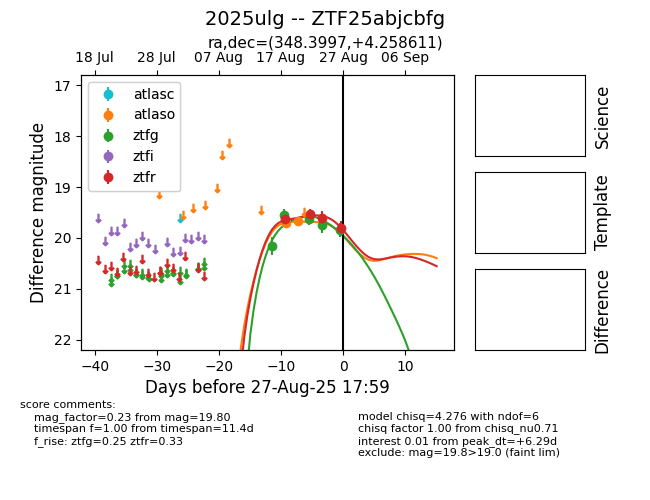 2025ulg -- ZTF25abjcbfg
ra,dec=(348.3997,+4.258611)
18 Jul 28 Jul 07 Aug 17 Aug 27 Aug 06 Sep
17
18
19
20
21
22
Difference magnitude
atlasc
atlaso
ztfg
ztfi
ztfr
−40 −30 −20 −10 0 10
Days before 27-Aug-25 17:59
Science
Template
Difference
score comments:
mag_factor=0.23 from mag=19.80
timespan f=1.00 from timespan=11.4d
f_rise: ztfg=0.25 ztfr=0.33
model chisq=4.276 with ndof=6
chisq factor 1.00 from chisq_nu0.71
interest 0.01 from peak_dt=+6.29d
exclude: mag=19.8>19.0 (faint lim)